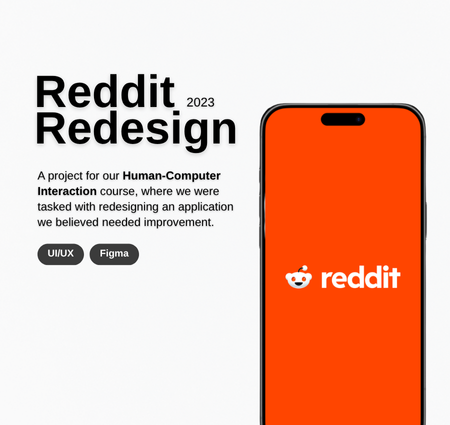 Reddit 2023
Redesign
A project for our Human-Computer
Interaction course, where we were
tasked with redesigning an application
we believed needed improvement.
UI/UX Figma
reddit